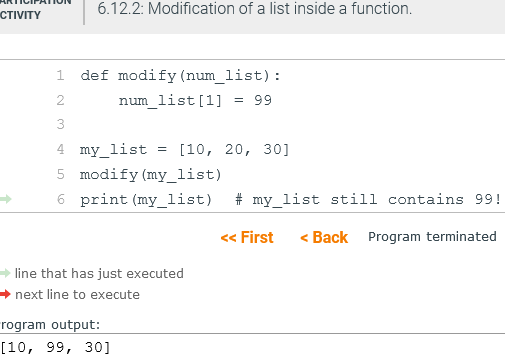 6.12.2: Modification of a list inside a function.
CTIVITY
1 def modify(num_list):
2     num_list[1] = 99
3
4 my_list = [10, 20, 30]
5 modify(my_list)
6 print(my_list)  # my_list still contains 99!
<< First < Back Program terminated
line that has just executed
next line to execute
rogram output:
[10, 99, 30]